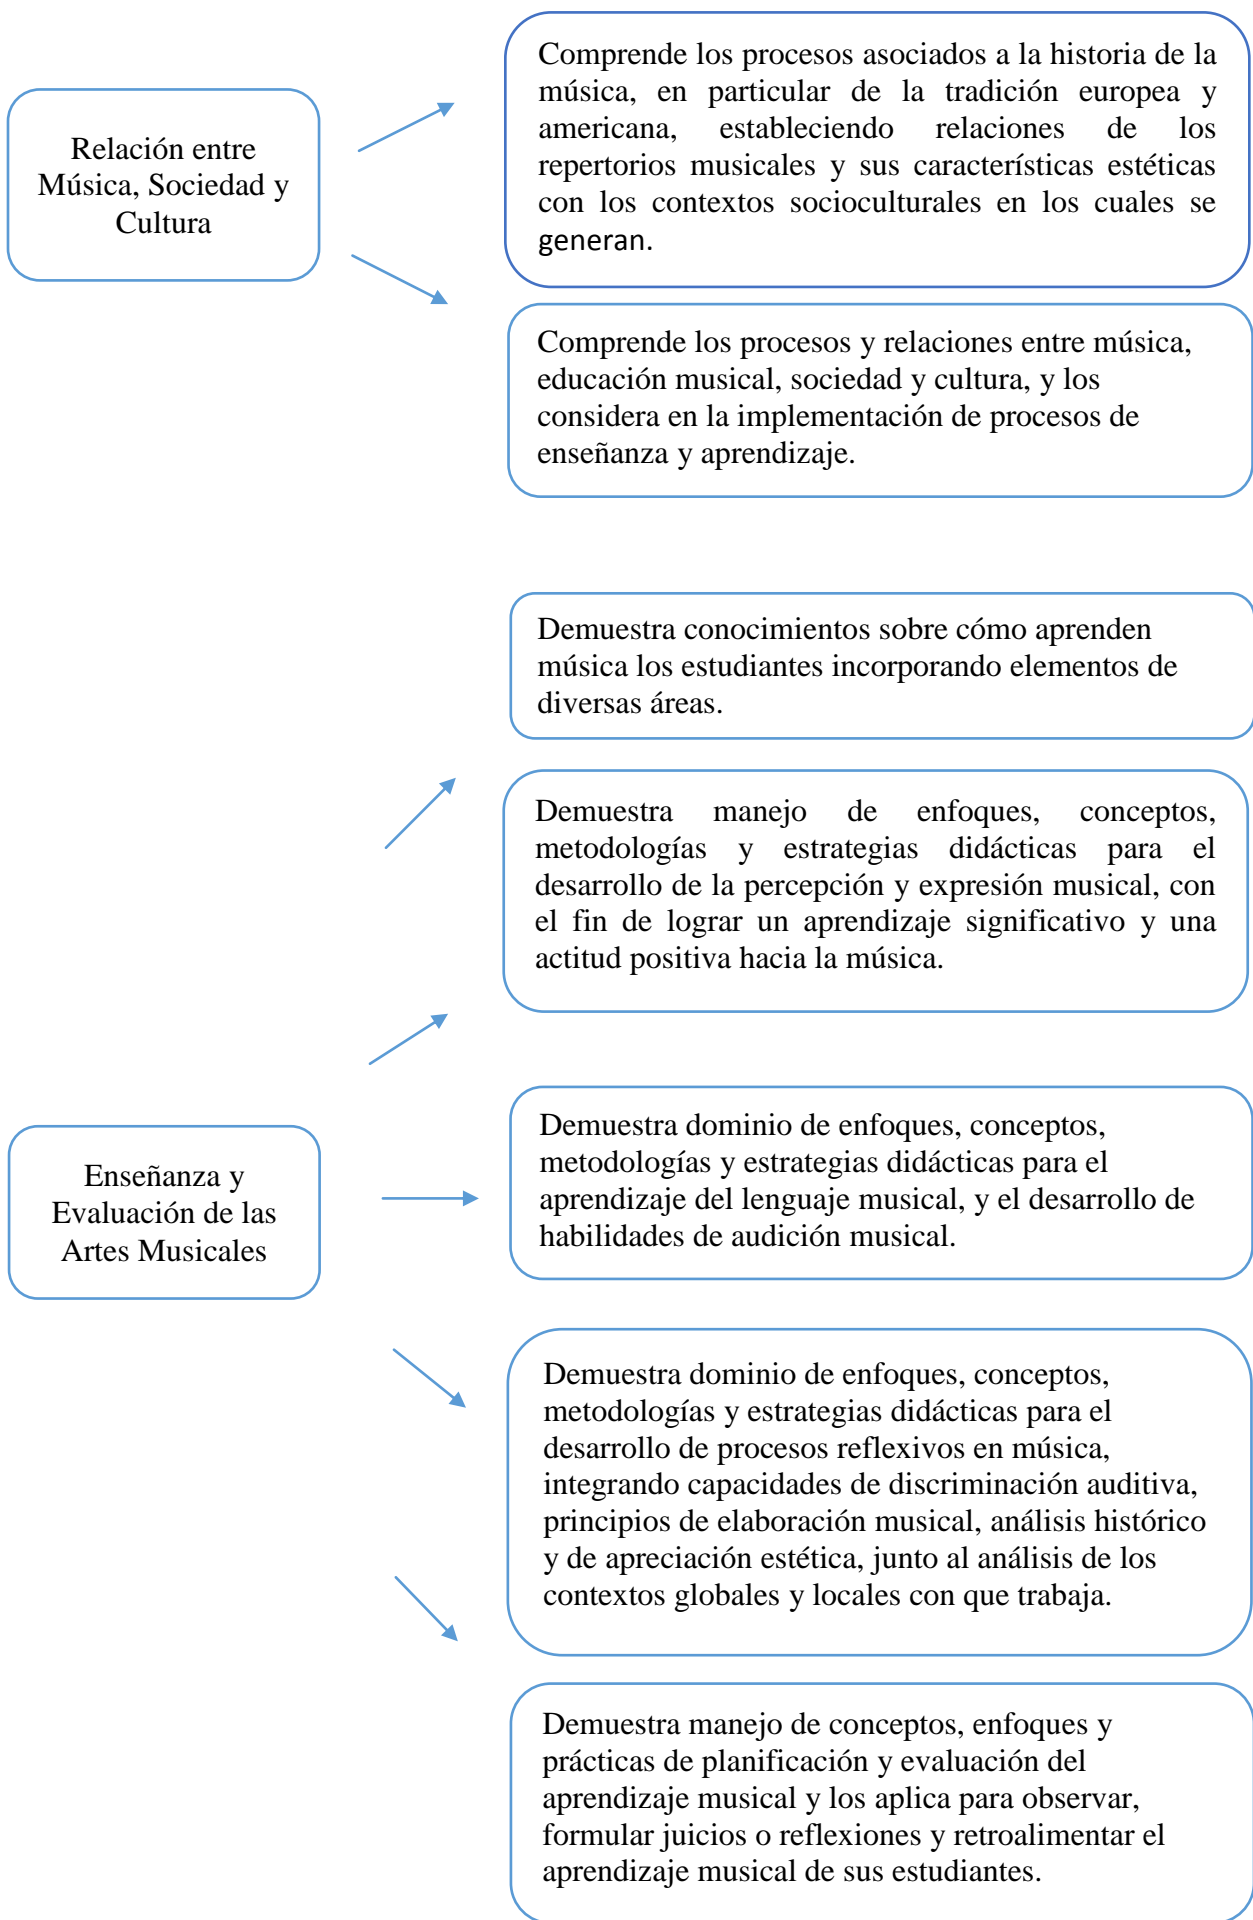 Relación entre
Música, Sociedad y
Cultura
Comprende los procesos asociados a la historia de la
música, en particular de la tradición europea y
americana, estableciendo relaciones de los
repertorios musicales y sus características estéticas
con los contextos socioculturales en los cuales se
generan.
Comprende los procesos y relaciones entre música,
educación musical, sociedad y cultura, y los
considera en la implementación de procesos de
enseñanza y aprendizaje.
Enseñanza y
Evaluación de las
Artes Musicales
Demuestra conocimientos sobre cómo aprenden
música los estudiantes incorporando elementos de
diversas áreas.
Demuestra manejo de enfoques, conceptos,
metodologías y estrategias didácticas para el
desarrollo de la percepción y expresión musical, con
el fin de lograr un aprendizaje significativo y una
actitud positiva hacia la música.
Demuestra dominio de enfoques, conceptos,
metodologías y estrategias didácticas para el
aprendizaje del lenguaje musical, y el desarrollo de
habilidades de audición musical.
Demuestra dominio de enfoques, conceptos,
metodologías y estrategias didácticas para el
desarrollo de procesos reflexivos en música,
integrando capacidades de discriminación auditiva,
principios de elaboración musical, análisis histórico
y de apreciación estética, junto al análisis de los
contextos globales y locales con que trabaja.
Demuestra manejo de conceptos, enfoques y
prácticas de planificación y evaluación del
aprendizaje musical y los aplica para observar,
formular juicios o reflexiones y retroalimentar el
aprendizaje musical de sus estudiantes.